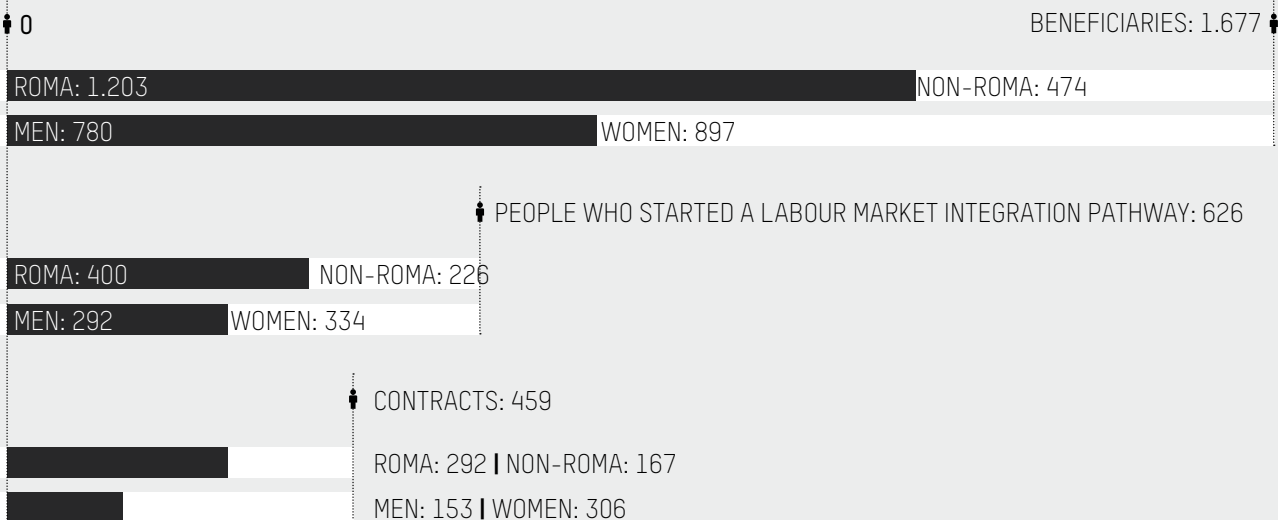 0
BENEFICIARIES: 1.677
ROMA: 1.203 NON-ROMA: 474
MEN: 780 WOMEN: 897
PEOPLE WHO STARTED A LABOUR MARKET INTEGRATION PATHWAY: 626
ROMA: 400 NON-ROMA: 226
MEN: 292 WOMEN: 334
CONTRACTS: 459
ROMA: 292 | NON-ROMA: 167
MEN: 153 | WOMEN: 306